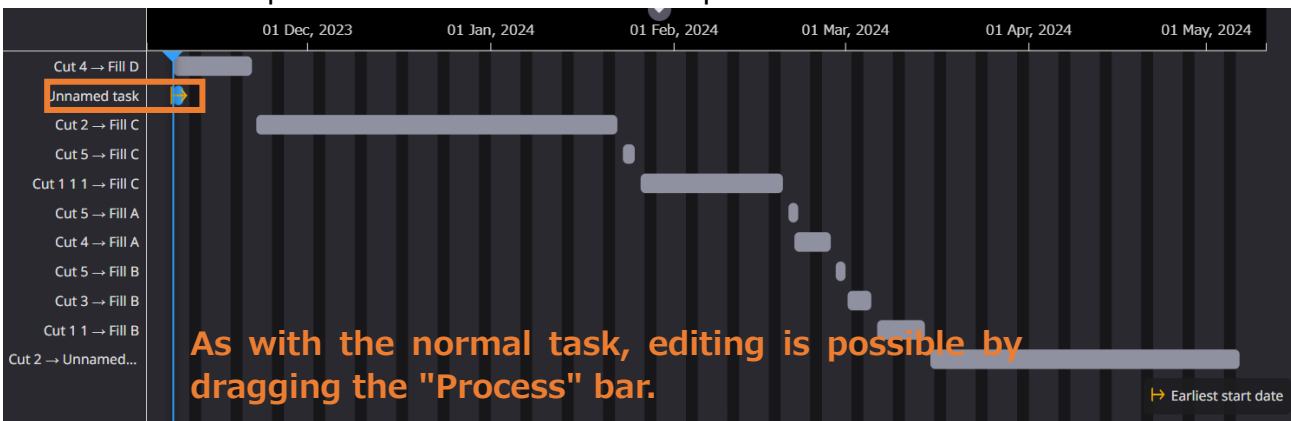 01 Dec, 2023 01 Jan, 2024 01 Feb, 2024 01 Mar, 2024 01 Apr, 2024 01 May, 2024
Cut 4 → Fill D
Unnamed task
Cut 2 → Fill C
Cut 5 → Fill C
Cut 1 1 1 → Fill C
Cut 5 → Fill A
Cut 4 → Fill A
Cut 5 → Fill B
Cut 3 → Fill B
Cut 1 1 → Fill B
Cut 2 → Unnamed...
As with the normal task, editing is possible by
dragging the "Process" bar.
Earliest start date